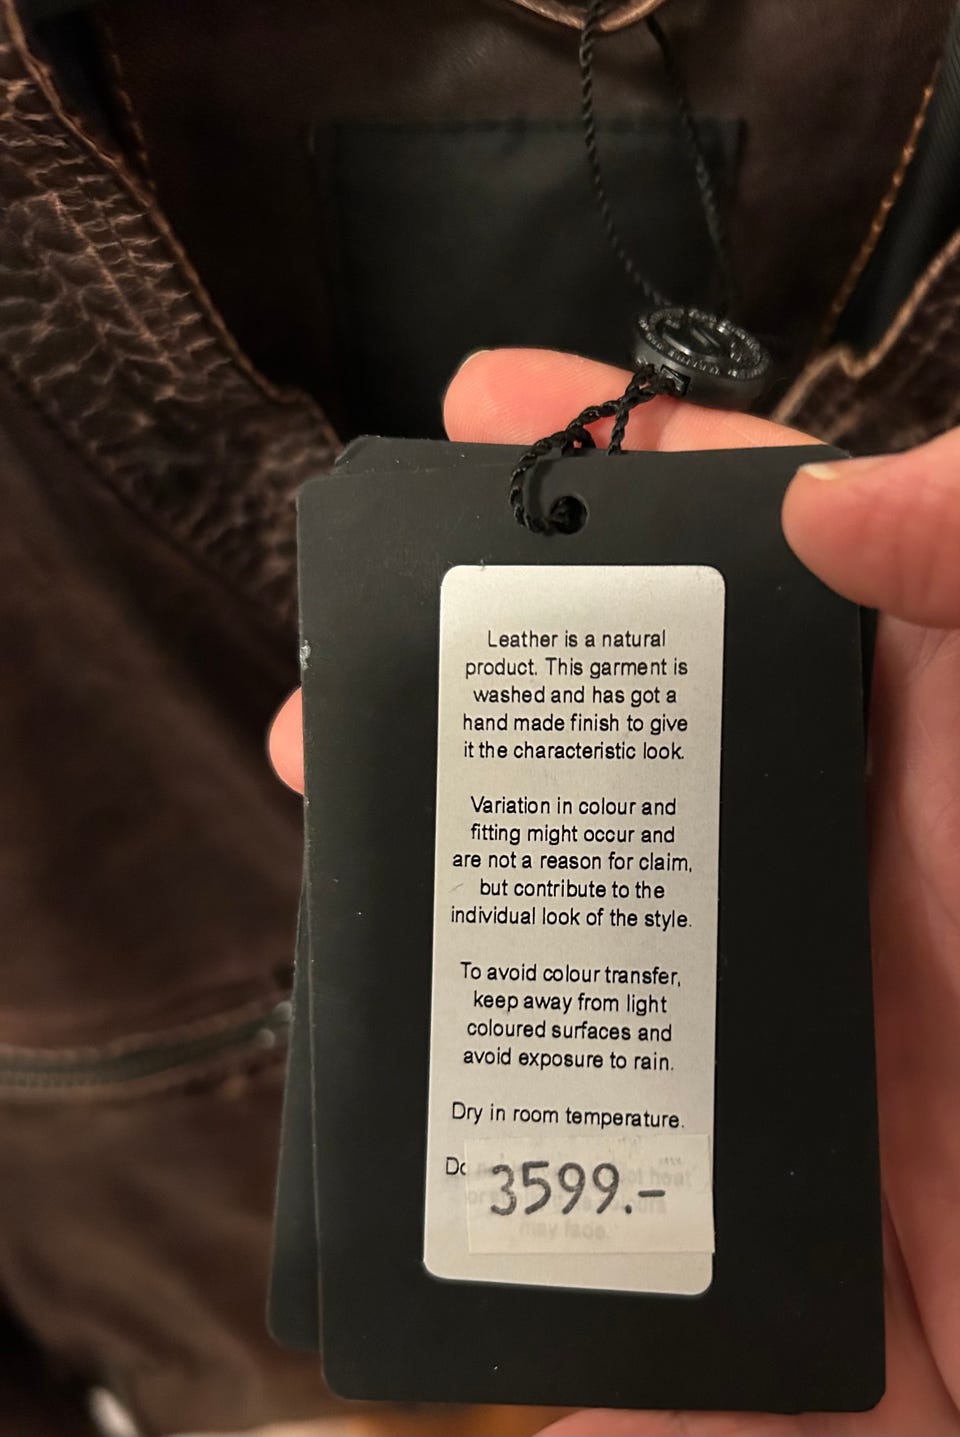 Leather is a natural
product. This garment is
washed and has got a
hand made finish to give
it the characteristic look.
Variation in colour and
fitting might occur and
are not a reason for claim,
but contribute to the
individual look of the style.
To avoid colour transfer,
keep away from light
coloured surfaces and
avoid exposure to rain.
Dry in room temperature.
3599.-
may fade.